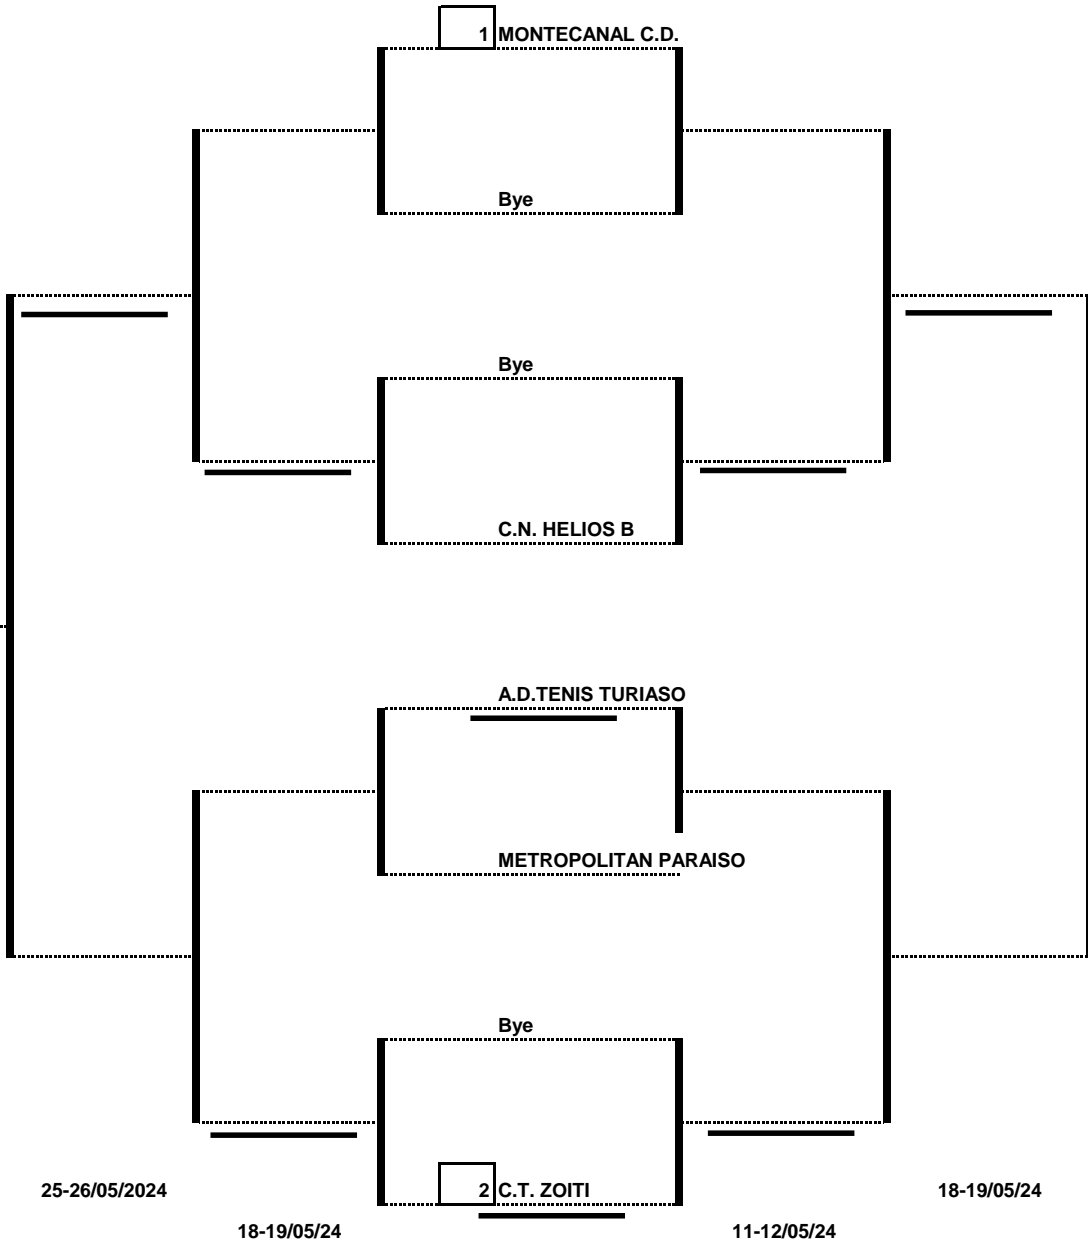 1 MONTECANAL C.D.
Bye
Bye
C.N. HELIOS B
A.D.TENIS TURIASO
METROPOLITAN PARAISO
Bye
25-26/05/2024
2 C.T. ZOITI
18-19/05/24
18-19/05/24
11-12/05/24